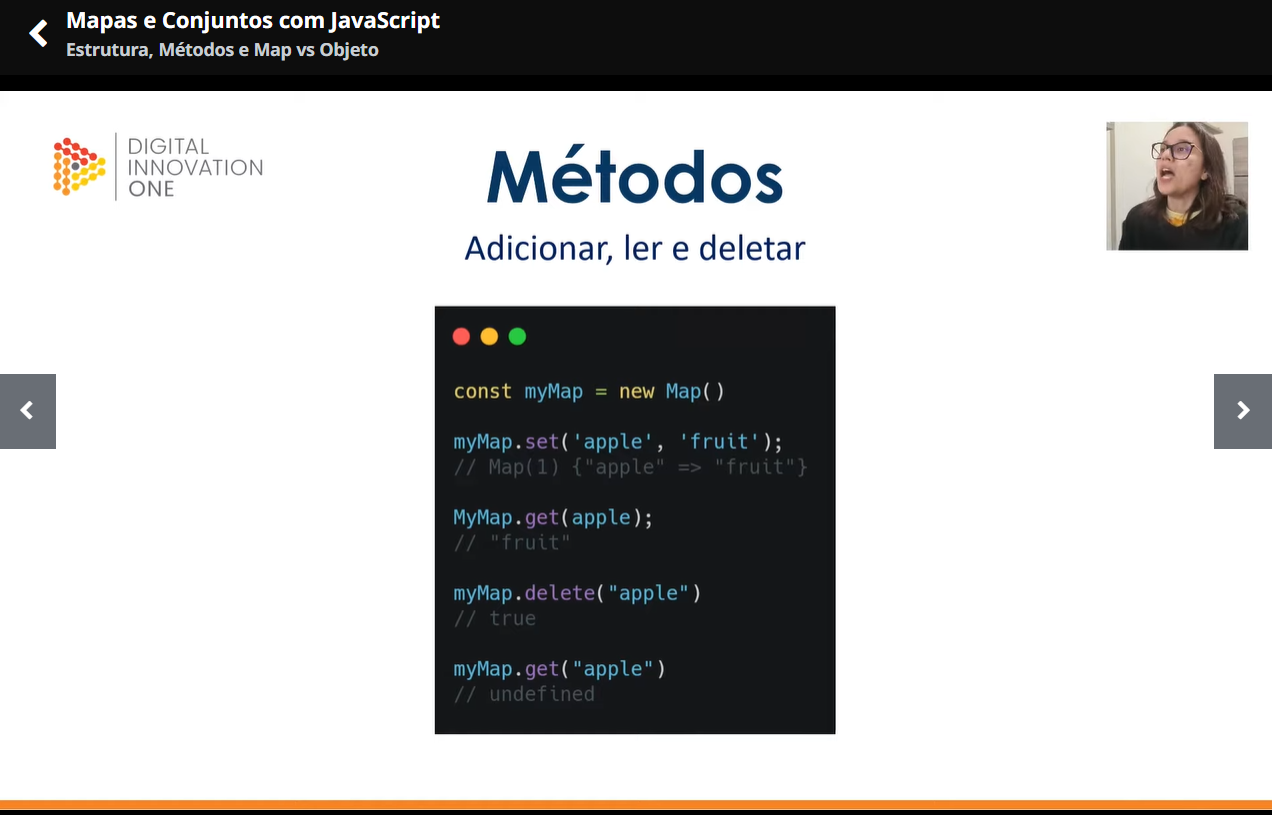 Mapas e Conjuntos com JavaScript
Estrutura, Métodos e Map vs Objeto
DIGITAL
INNOVATION
ONE
Métodos
Adicionar, ler e deletar
const myMap = new Map()
myMap.set('apple', 'fruit');
// Map(1) {"apple" => "fruit"}
MyMap.get(apple);
// "fruit"
myMap.delete("apple")
// true
myMap.get("apple")
// undefined